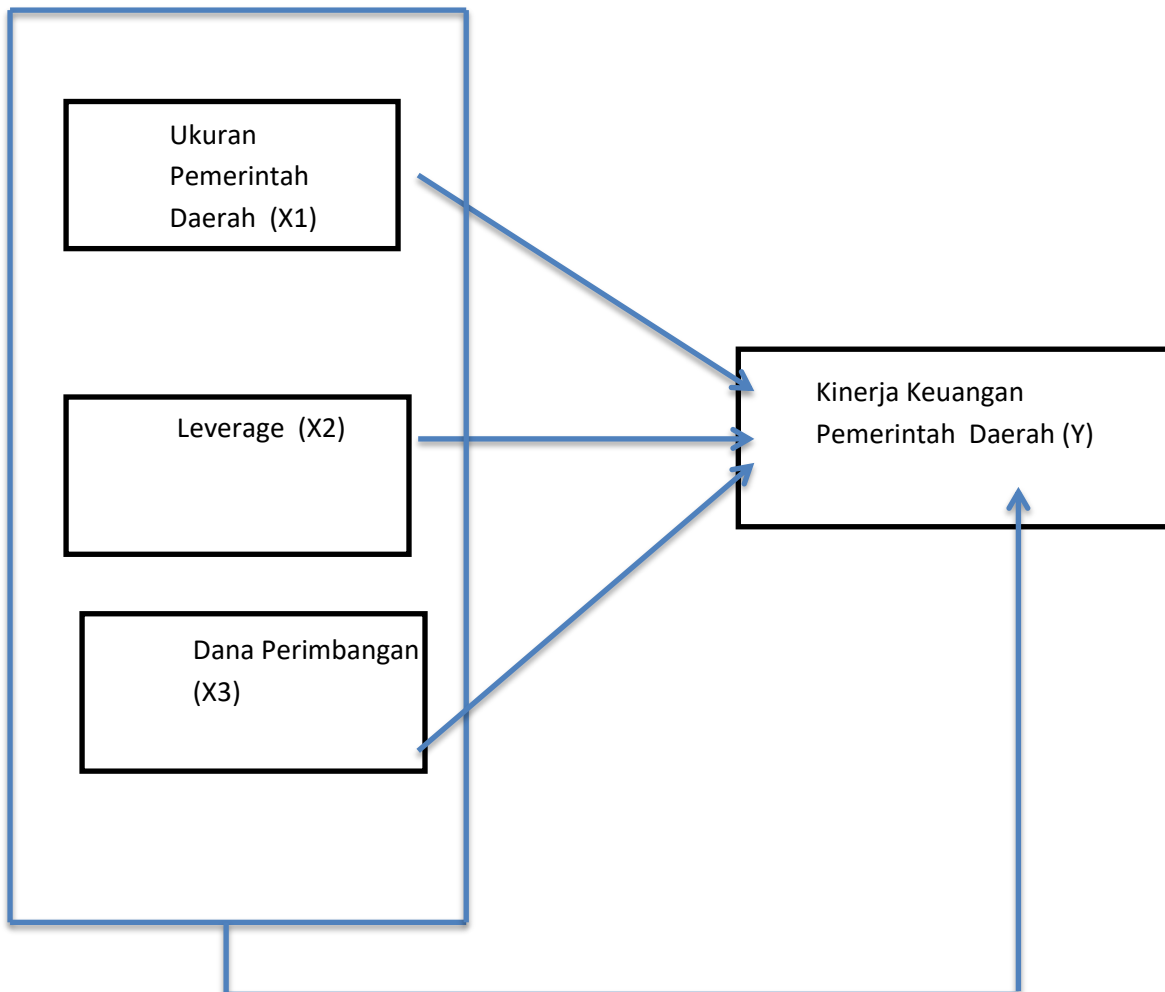 Ukuran
Pemerintah
Daerah (X1)
Leverage (X2)
Dana Perimbangan
(X3)
Kinerja Keuangan
Pemerintah Daerah (Y)